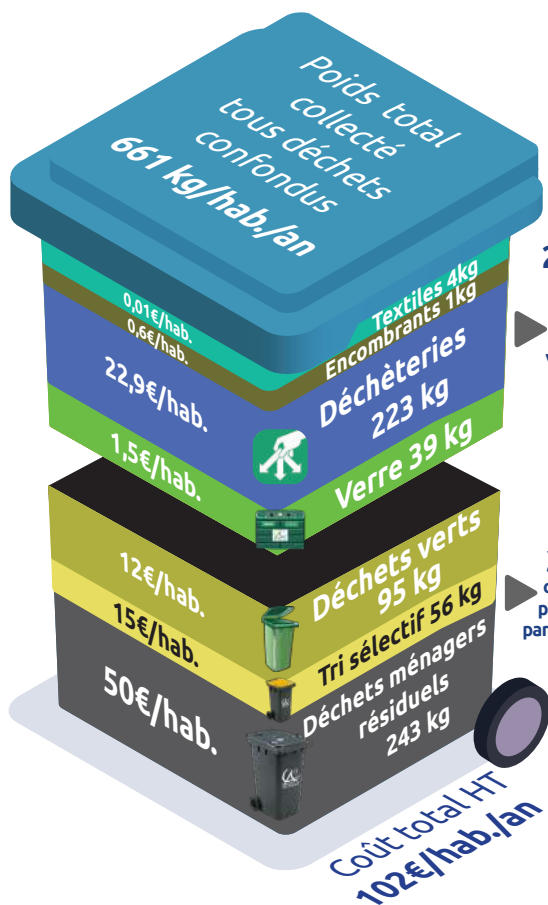 Poids total
collecté
tous déchets
confondus
661 kg/hab./an
0,01€/hab.
Textiles 4kg
0,6€/hab.
Encombrants 1kg
22,9€/hab.
Déchèteries
223 kg
1,5€/hab.
Verre 39 kg
12€/hab.
Déchets verts
95 kg
15€/hab.
Tri sélectif 56 kg
50€/hab.
Déchets ménagers
résiduels
243 kg
Coût total HT
102€/hab./an